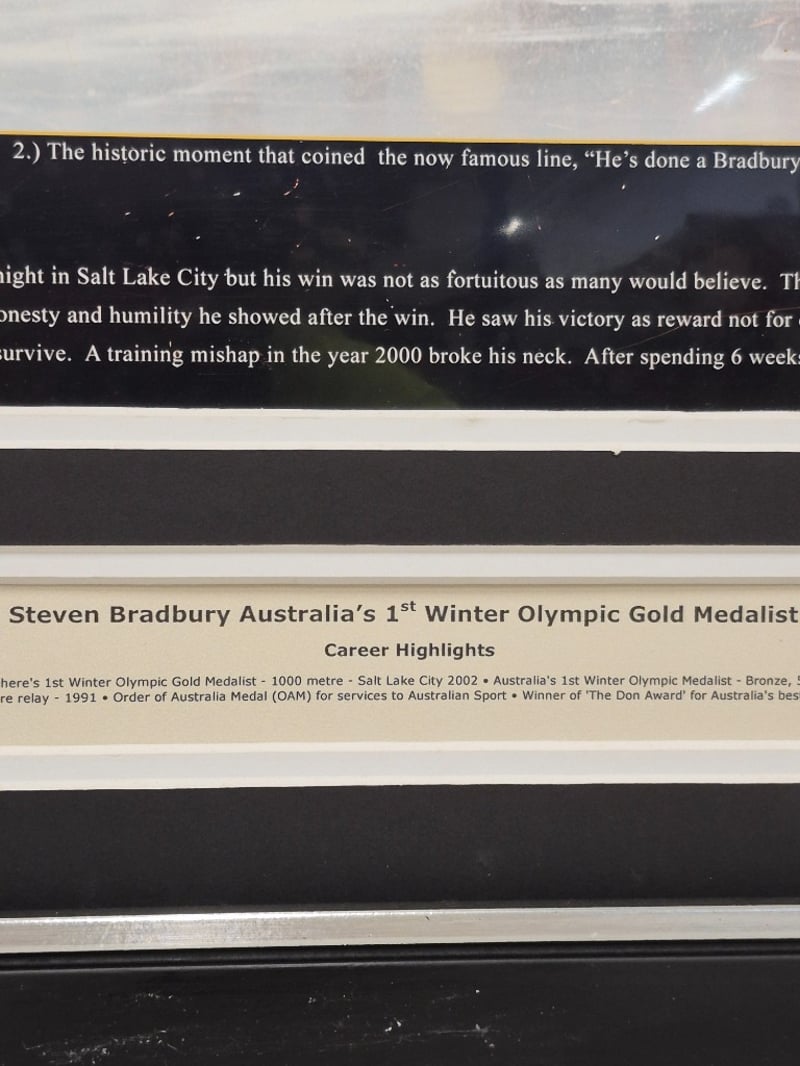 2.) The historic moment that coined the now famous line, “He’s done a Bradbury
night in Salt Lake City but his win was not as fortuitous as many would believe. Th
onesty and humility he showed after the win. He saw his victory as reward not for
survive. A training mishap in the year 2000 broke his neck. After spending 6 weeks
Steven Bradbury Australia’s 1st Winter Olympic Gold Medalist
Career Highlights
here's 1st Winter Olympic Gold Medalist - 1000 metre - Salt Lake City 2002 • Australia's 1st Winter Olympic Medalist - Bronze, 5
re relay - 1991 • Order of Australia Medal (OAM) for services to Australian Sport • Winner of 'The Don Award' for Australia's best